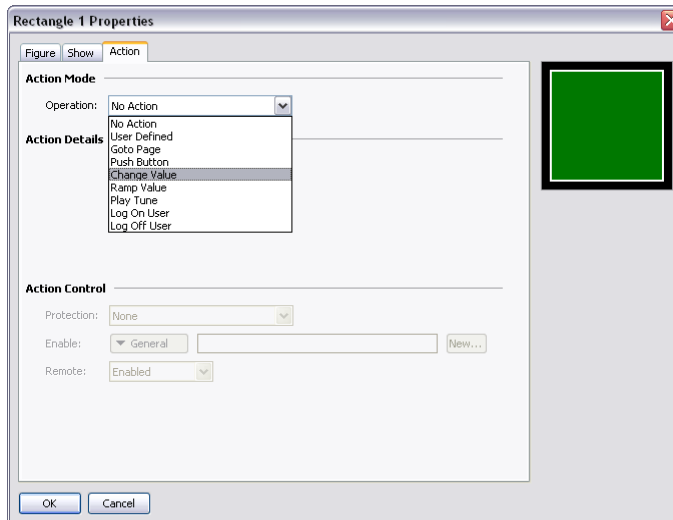 Rectangle 1 Properties
Figure Show Action
Action Mode
Operation: No Action
No Action
User Defined
Action Details
Goto Page
Push Button
Change Value
Ramp Value
Play Tune
Log On User
Log Off User
Action Control
Protection: None
Enable: General New...
Remote: Enabled
OK Cancel